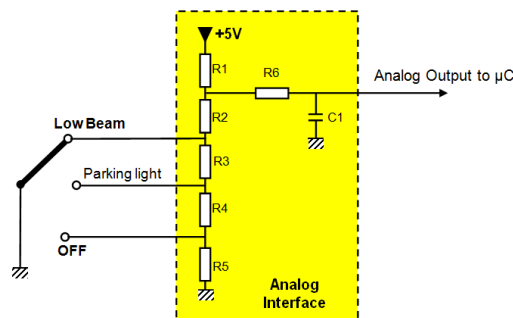 +5V
R1
R6
Analog Output to µC
R2
C1
Low Beam
R3
Parking light
R4
OFF
R5
Analog
Interface